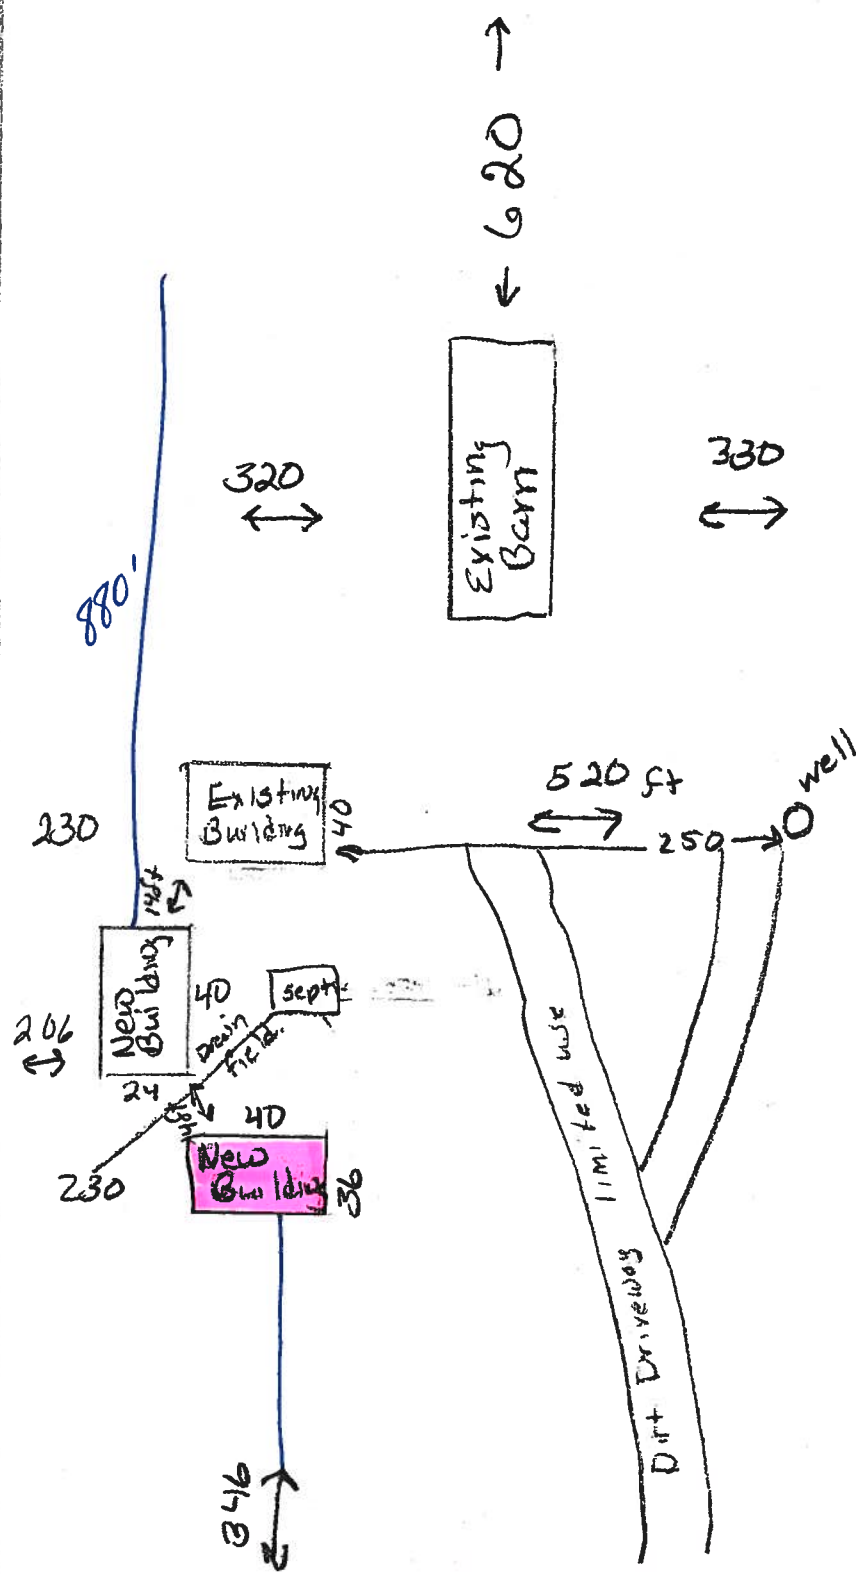 ← 620 →
320
330
Existing
Barn
880'
Existing
Building
40
230
520 ft
well
250
14ft
New
Building
40
24
206
Sept
Drain
field
230
40
New
Building
36
limited use
Dirt Driveway
346